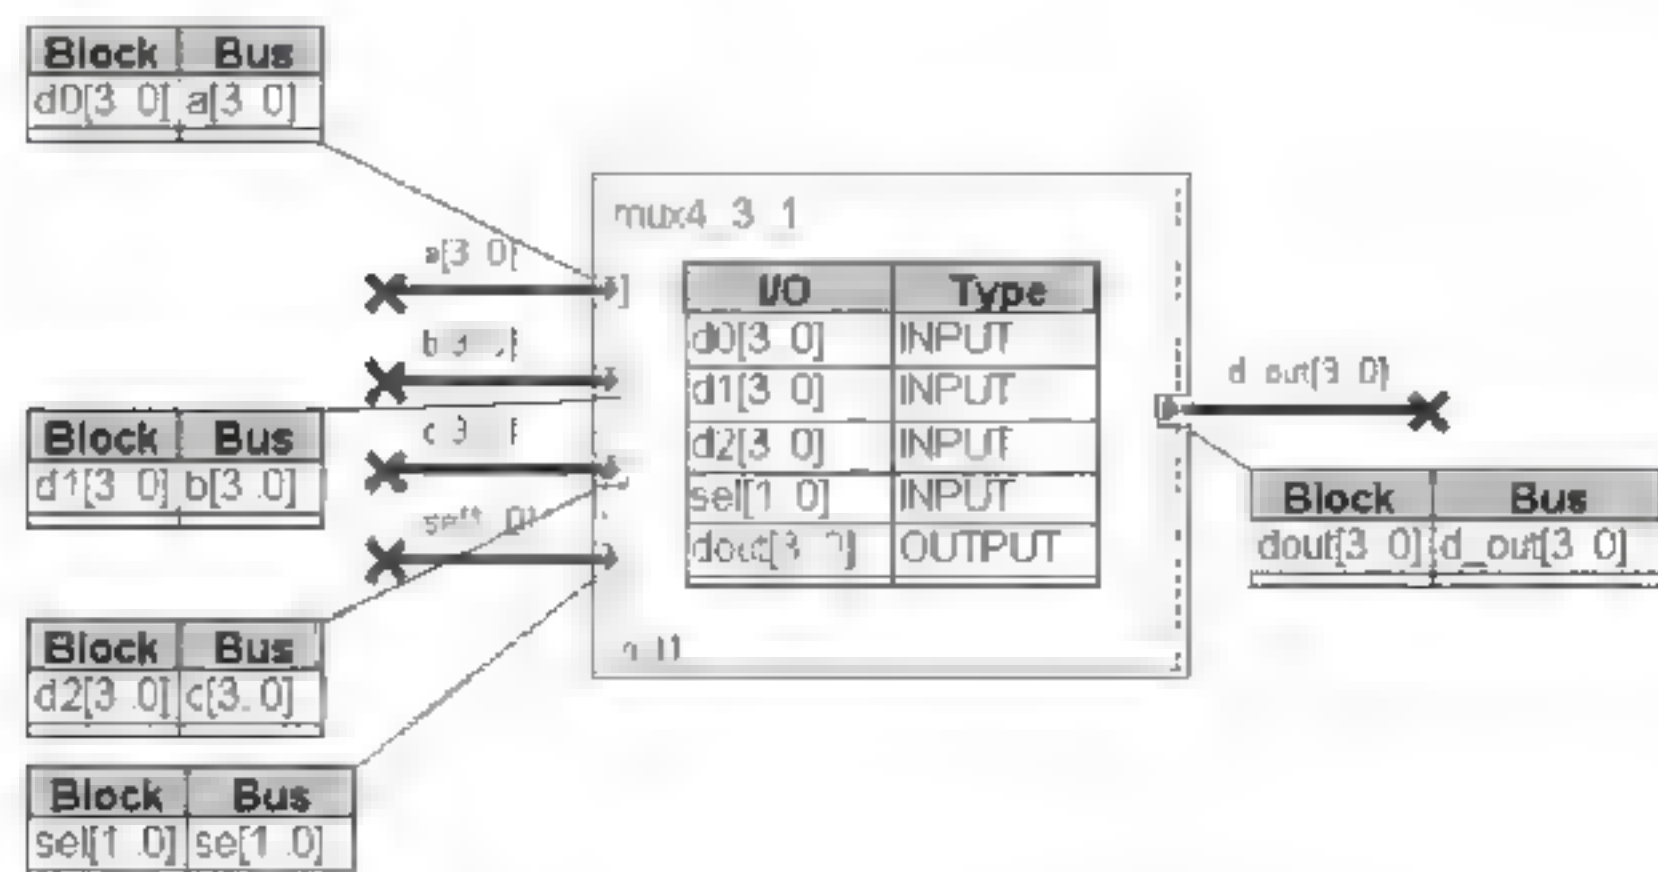 Block Bus
d0[3..0] a[3..0]
mux4_3_1
a[3..0]
I/O Type
d0[3..0] INPUT
d1[3..0] INPUT
d2[3..0] INPUT
sel[1..0] INPUT
dout[3..0] OUTPUT
d_out[3..0]
Block Bus
d1[3..0] b[3..0]
Block Bus
dout[3..0] d_out[3..0]
Block Bus
d2[3..0] c[3..0]
Block Bus
sel[1..0] se[1..0]